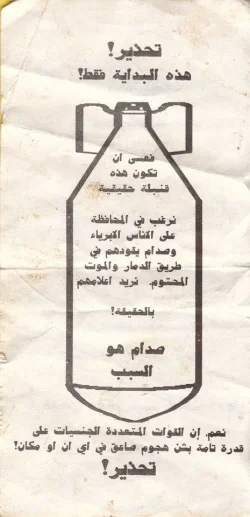 تحذير!
هذه البداية فقط!
فعسى ان
تكون هذه
قنبلة حقيقية
نرغب في المحافظة
على الاناس الابرياء
وصدام يقودهم في
طريق الدمار والموت
المحتوم. نريد اعلامهم
بالحقيقة!
صدام هو
السبب
نعم. إن القوات المتعددة الجنسيات على
قدرة تامة بشن هجوم صاعق في اي ان او مكان!
تحذير!